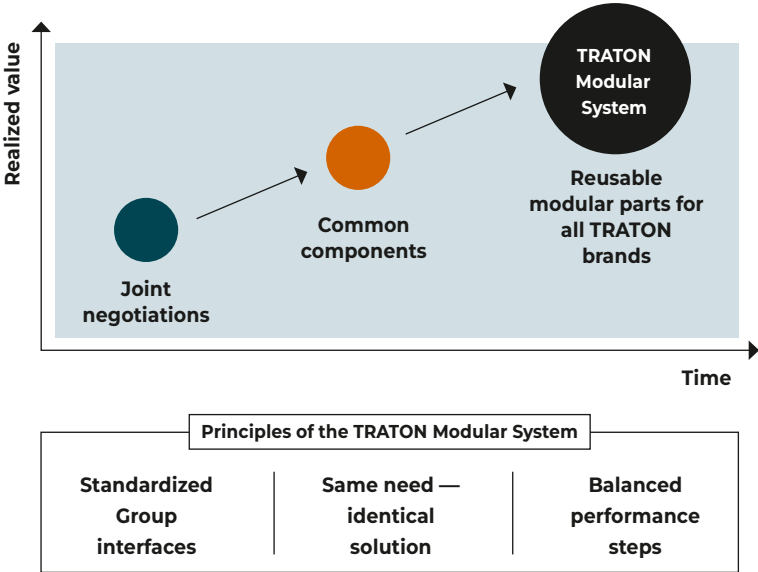 Realized value
TRATON
Modular
System
Reusable
modular parts for
all TRATON
brands
Common
components
Joint
negotiations
Time
Principles of the TRATON Modular System
Standardized
Group
interfaces
Same need —
identical
solution
Balanced
performance
steps